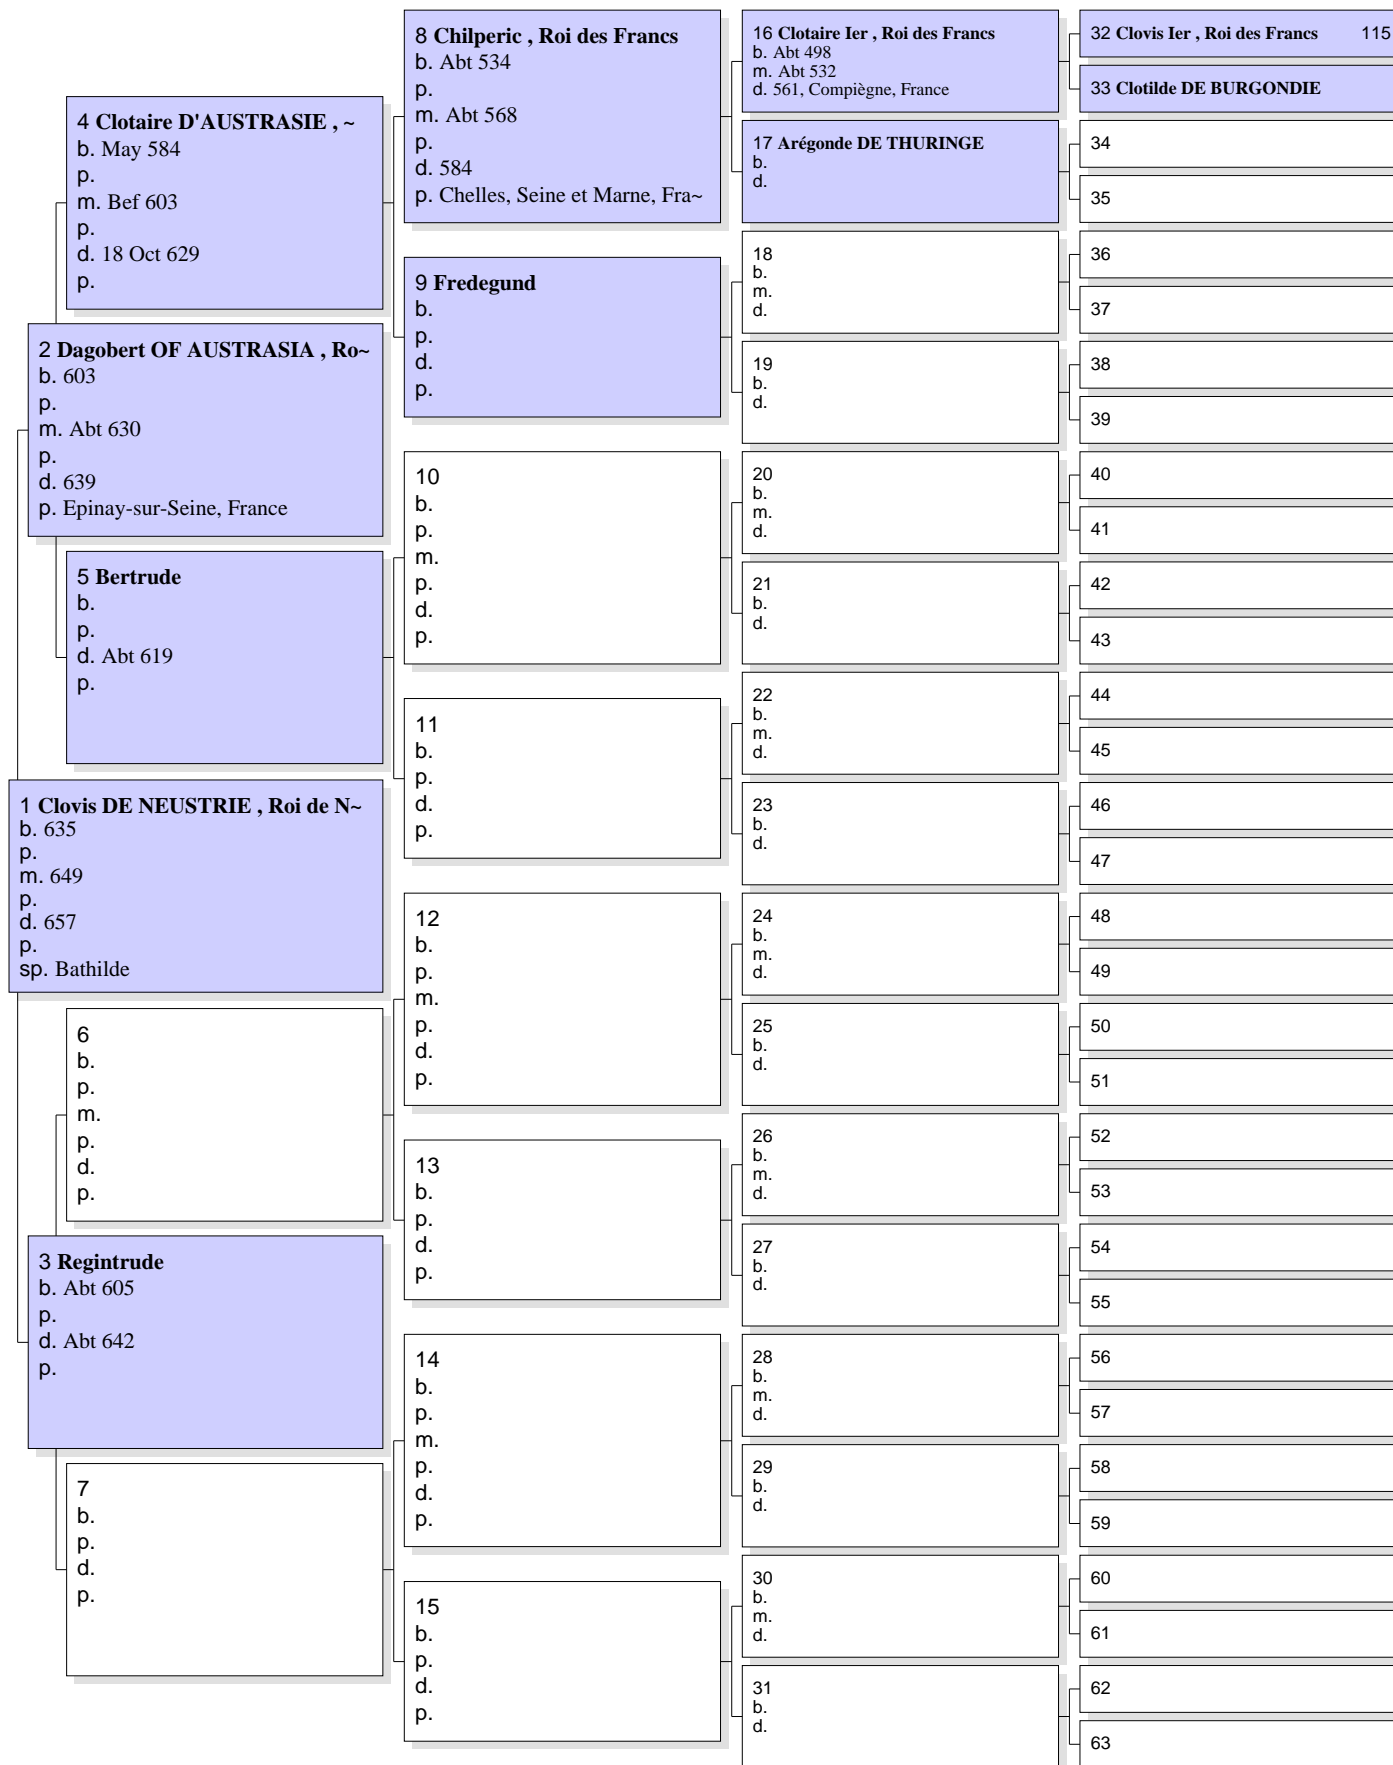 1 Clovis DE NEUSTRIE , Roi de N~
b. 635
p.
m. 649
p.
d. 657
p.
sp. Bathilde
2 Dagobert OF AUSTRASIA , Ro~
b. 603
p.
m. Abt 630
p.
d. 639
p. Epinay-sur-Seine, France
3 Regintrude
b. Abt 605
p.
d. Abt 642
p.
4 Clotaire D'AUSTRASIE , ~
b. May 584
p.
m. Bef 603
p.
d. 18 Oct 629
p.
5 Bertrude
b.
p.
d. Abt 619
p.
6
b.
p.
m.
p.
d.
p.
7
b.
p.
d.
p.
8 Chilperic , Roi des Francs
b. Abt 534
p.
m. Abt 568
p.
d. 584
p. Chelles, Seine et Marne, Fra~
9 Fredegund
b.
p.
d.
p.
10
b.
p.
m.
p.
d.
p.
11
b.
p.
d.
p.
12
b.
p.
m.
p.
d.
p.
13
b.
p.
d.
p.
14
b.
p.
m.
p.
d.
p.
15
b.
p.
d.
p.
16 Clotaire Ier , Roi des Francs
b. Abt 498
m. Abt 532
d. 561, Compiègne, France
17 Arégonde DE THURINGE
b.
d.
18
b.
m.
d.
19
b.
d.
20
b.
m.
d.
21
b.
d.
22
b.
m.
d.
23
b.
d.
24
b.
m.
d.
25
b.
d.
26
b.
m.
d.
27
b.
d.
28
b.
m.
d.
29
b.
d.
30
b.
m.
d.
31
b.
d.
32 Clovis Ier , Roi des Francs 115
33 Clotilde DE BURGONDIE
34
35
36
37
38
39
40
41
42
43
44
45
46
47
48
49
50
51
52
53
54
55
56
57
58
59
60
61
62
63